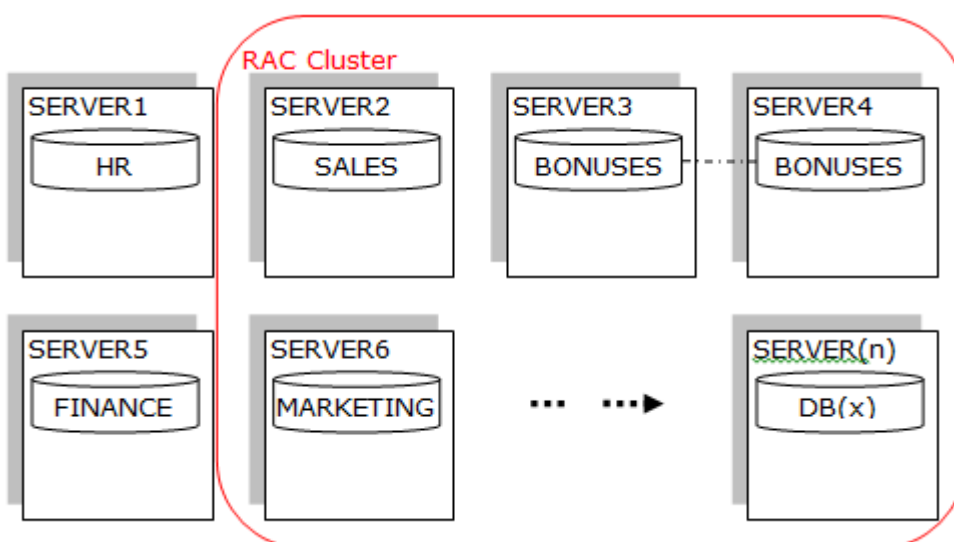 RAC Cluster
SERVER1
HR
SERVER2
SALES
SERVER3
BONUSES
SERVER4
BONUSES
SERVER5
FINANCE
SERVER6
MARKETING
... ...
SERVER(n)
DB(x)